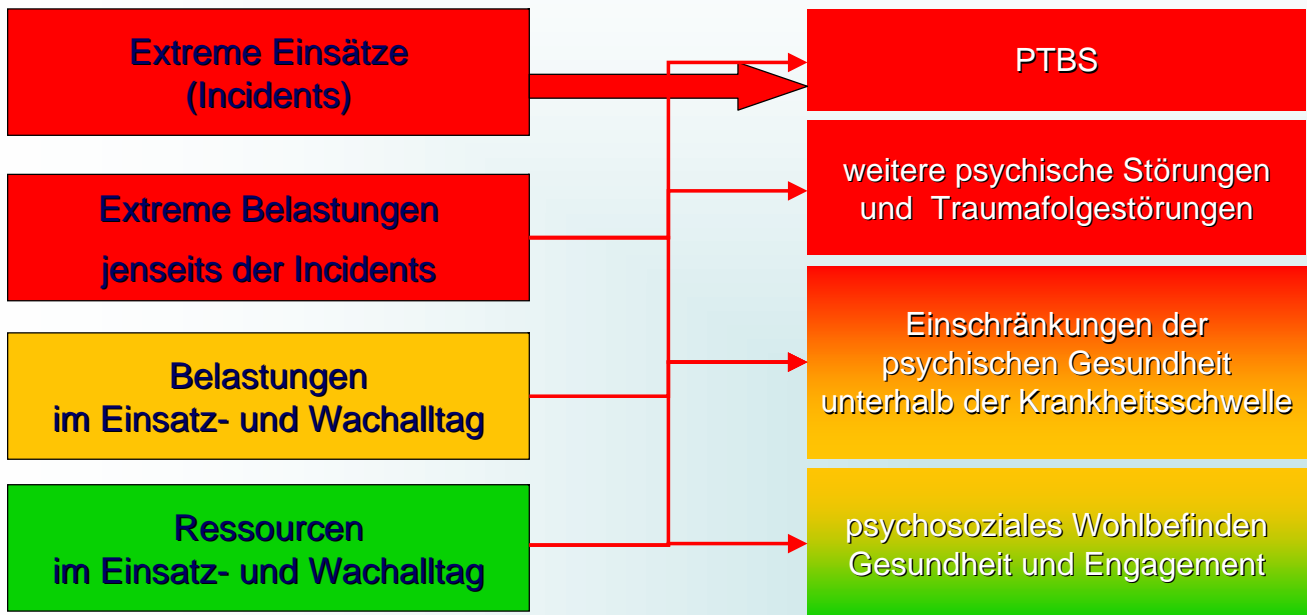 Extreme Einsätze
(Incidents)
Extreme Belastungen
jenseits der Incidents
Belastungen
im Einsatz- und Wachalltag
Ressourcen
im Einsatz- und Wachalltag
PTBS
weitere psychische Störungen
und Traumafolgestörungen
Einschränkungen der
psychischen Gesundheit
unterhalb der Krankheitsschwelle
psychosoziales Wohlbefinden
Gesundheit und Engagement